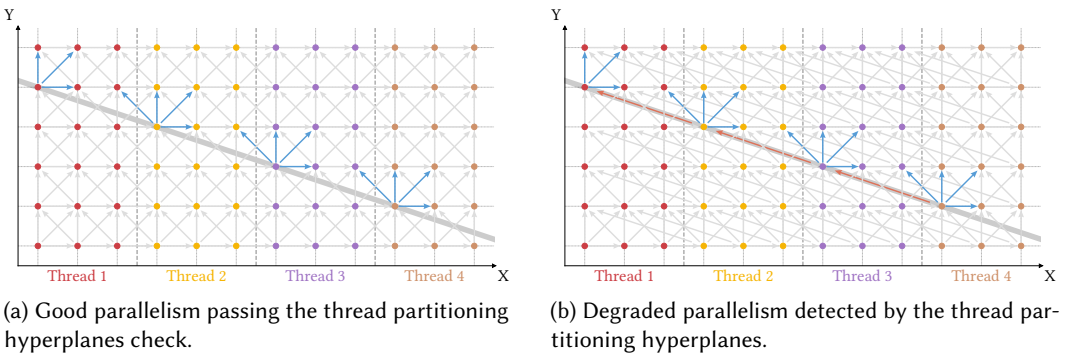 Y
X
Thread 1 Thread 2 Thread 3 Thread 4
(a) Good parallelism passing the thread partitioning
hyperplanes check.
Y
X
Thread 1 Thread 2 Thread 3 Thread 4
(b) Degraded parallelism detected by the thread par-
titioning hyperplanes.